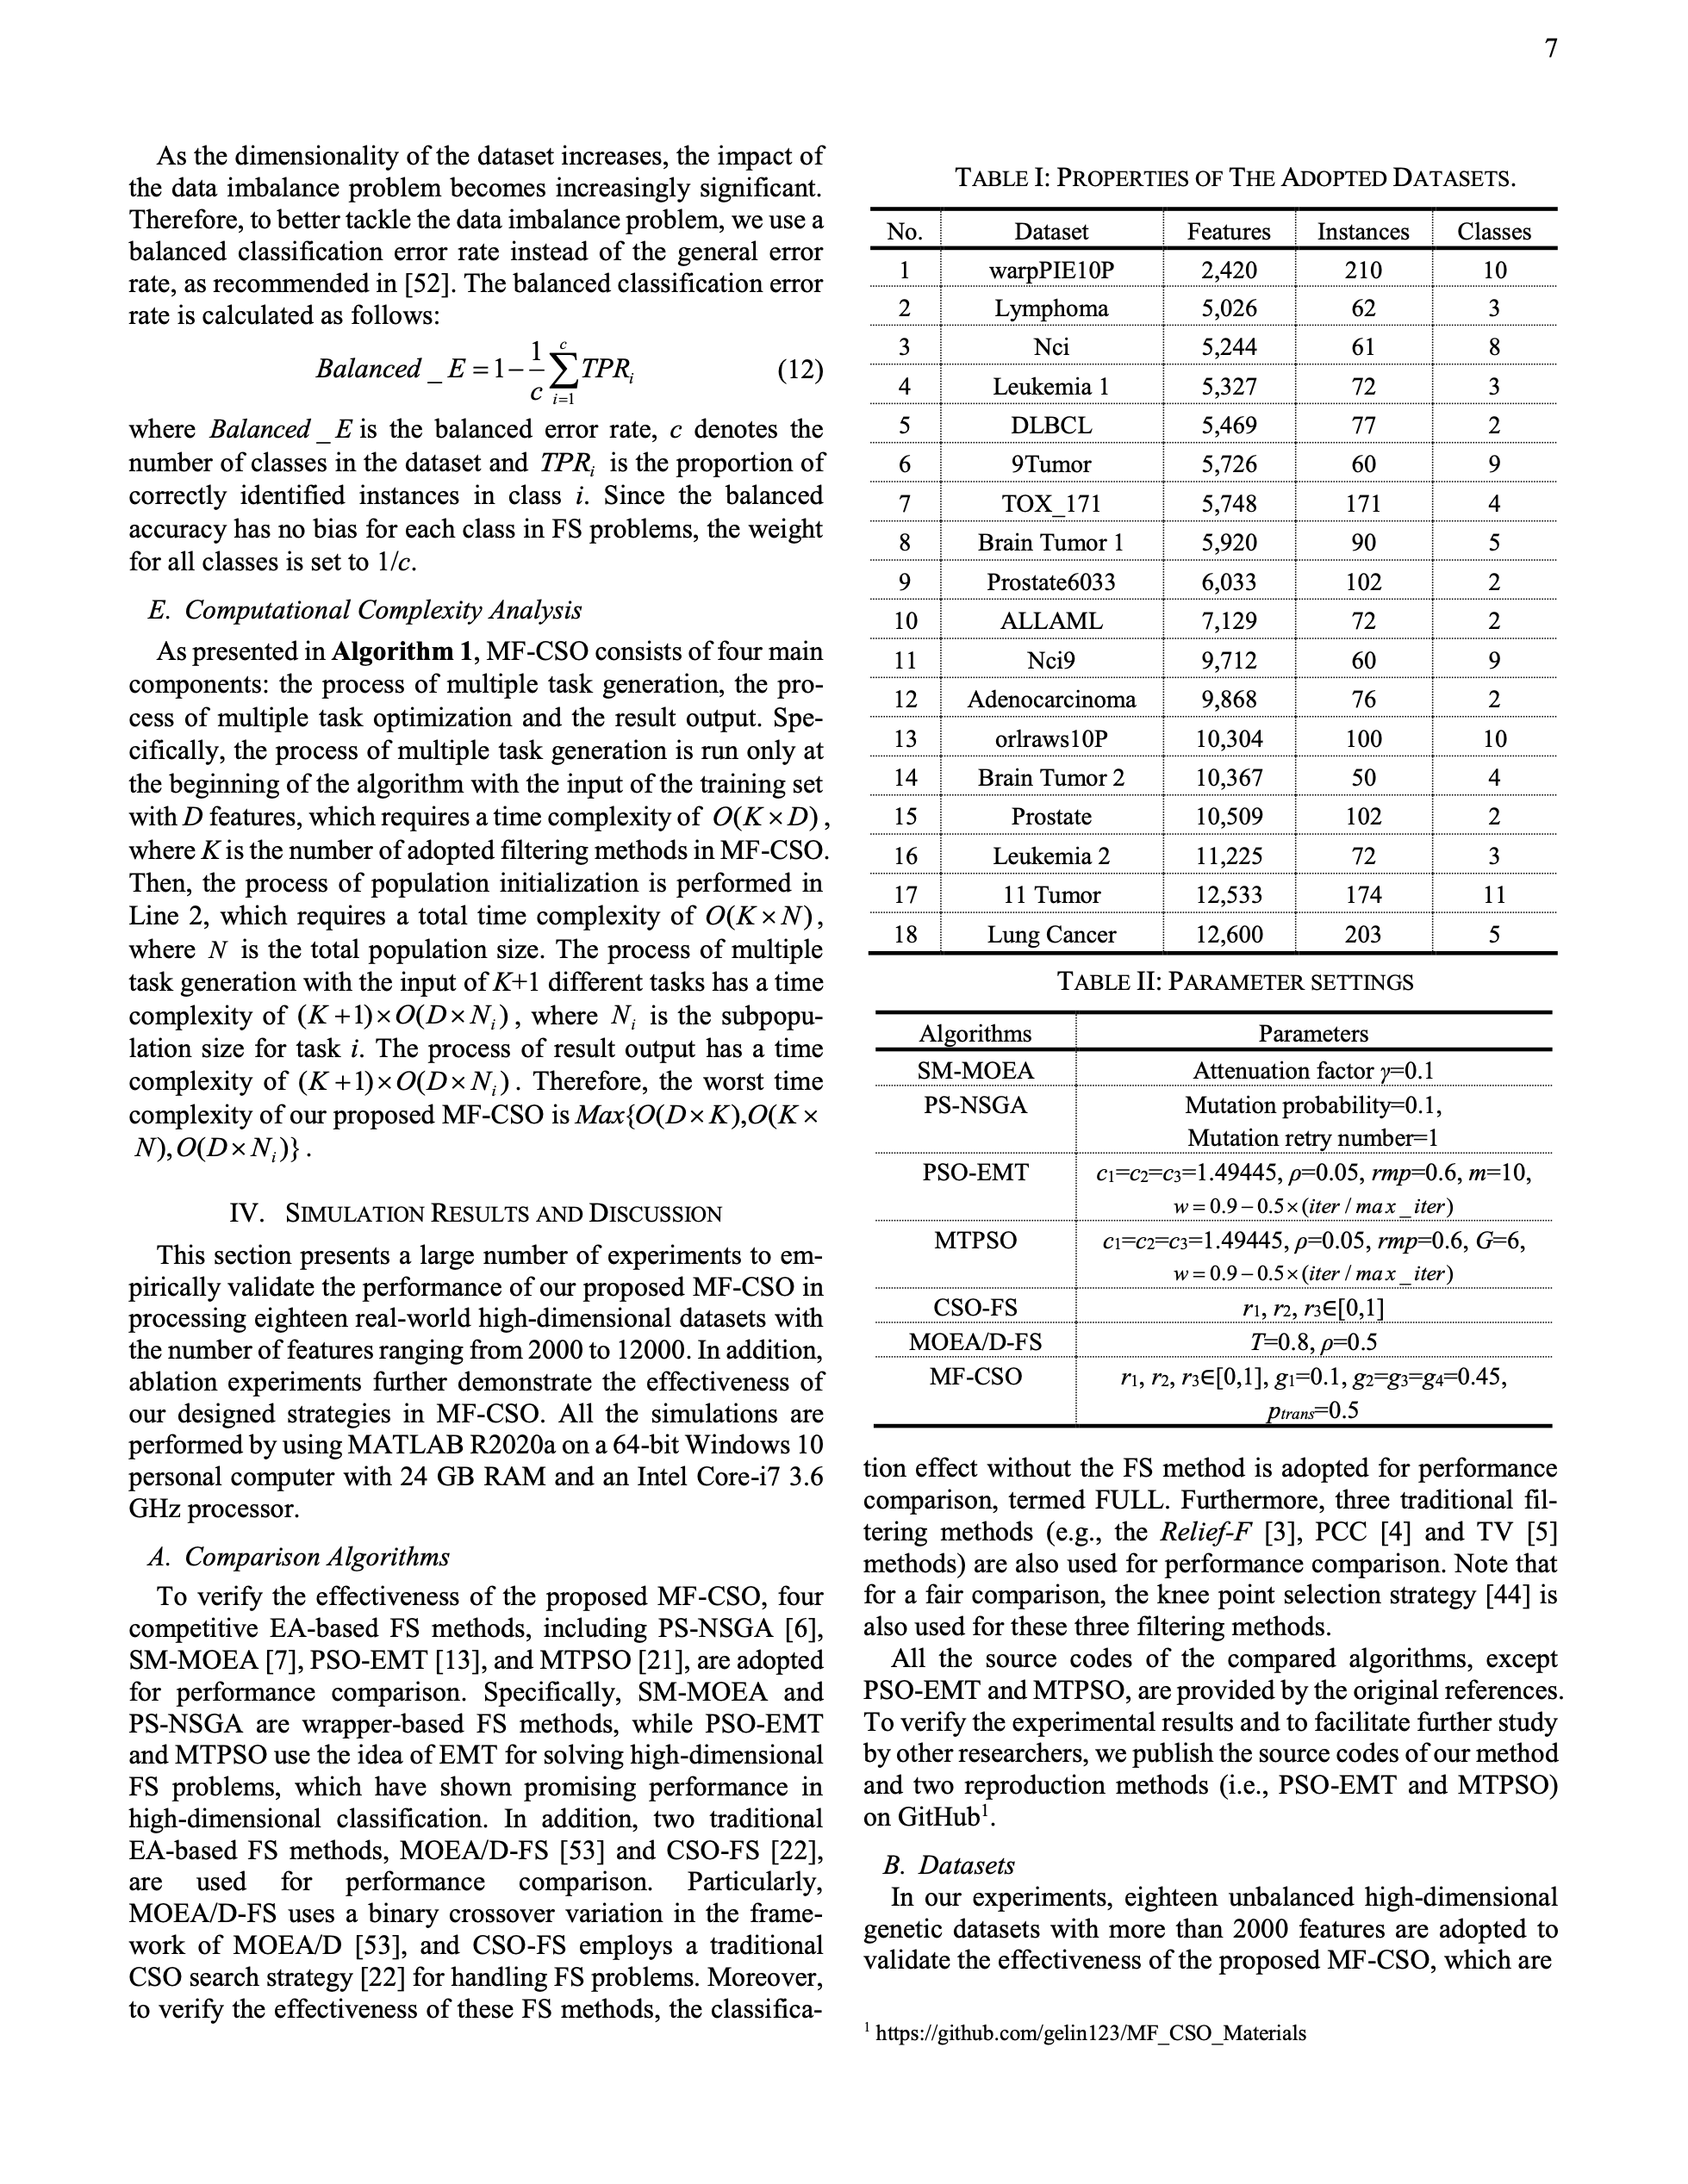 7
As the dimensionality of the dataset increases, the impact of
the data imbalance problem becomes increasingly significant.
Therefore, to better tackle the data imbalance problem, we use a
balanced classification error rate instead of the general error
rate, as recommended in [52]. The balanced classification error
rate is calculated as follows:
Balanced _ E = 1 − 1/c ∑_{i=1}^{c} TPR_i (12)
where Balanced _ E is the balanced error rate, c denotes the
number of classes in the dataset and TPR_i is the proportion of
correctly identified instances in class i. Since the balanced
accuracy has no bias for each class in FS problems, the weight
for all classes is set to 1/c.
E. Computational Complexity Analysis
As presented in Algorithm 1, MF-CSO consists of four main
components: the process of multiple task generation, the pro-
cess of multiple task optimization and the result output. Spe-
cifically, the process of multiple task generation is run only at
the beginning of the algorithm with the input of the training set
with D features, which requires a time complexity of O(K × D),
where K is the number of adopted filtering methods in MF-CSO.
Then, the process of population initialization is performed in
Line 2, which requires a total time complexity of O(K × N),
where N is the total population size. The process of multiple
task generation with the input of K+1 different tasks has a time
complexity of (K + 1) × O(D × N_i), where N_i is the subpopu-
lation size for task i. The process of result output has a time
complexity of (K + 1) × O(D × N_i). Therefore, the worst time
complexity of our proposed MF-CSO is Max{O(D × K),O(K ×
N),O(D × N_i)}.
IV. SIMULATION RESULTS AND DISCUSSION
This section presents a large number of experiments to em-
pirically validate the performance of our proposed MF-CSO in
processing eighteen real-world high-dimensional datasets with
the number of features ranging from 2000 to 12000. In addition,
ablation experiments further demonstrate the effectiveness of
our designed strategies in MF-CSO. All the simulations are
performed by using MATLAB R2020a on a 64-bit Windows 10
personal computer with 24 GB RAM and an Intel Core-i7 3.6
GHz processor.
A. Comparison Algorithms
To verify the effectiveness of the proposed MF-CSO, four
competitive EA-based FS methods, including PS-NSGA [6],
SM-MOEA [7], PSO-EMT [13], and MTPSO [21], are adopted
for performance comparison. Specifically, SM-MOEA and
PS-NSGA are wrapper-based FS methods, while PSO-EMT
and MTPSO use the idea of EMT for solving high-dimensional
FS problems, which have shown promising performance in
high-dimensional classification. In addition, two traditional
EA-based FS methods, MOEA/D-FS [53] and CSO-FS [22],
are used for performance comparison. Particularly,
MOEA/D-FS uses a binary crossover variation in the frame-
work of MOEA/D [53], and CSO-FS employs a traditional
CSO search strategy [22] for handling FS problems. Moreover,
to verify the effectiveness of these FS methods, the classifica-
TABLE I: PROPERTIES OF THE ADOPTED DATASETS.
No. Dataset Features Instances Classes
1 warpPIE10P 2,420 210 10
2 Lymphoma 5,026 62 3
3 Nci 5,244 61 8
4 Leukemia 1 5,327 72 3
5 DLBCL 5,469 77 2
6 9Tumor 5,726 60 9
7 TOX_171 5,748 171 4
8 Brain Tumor 1 5,920 90 5
9 Prostate6033 6,033 102 2
10 ALLAML 7,129 72 2
11 Nci9 9,712 60 9
12 Adenocarcinoma 9,868 76 2
13 orlraws10P 10,304 100 10
14 Brain Tumor 2 10,367 50 4
15 Prostate 10,509 102 2
16 Leukemia 2 11,225 72 3
17 11 Tumor 12,533 174 11
18 Lung Cancer 12,600 203 5
TABLE II: PARAMETER SETTINGS
Algorithms Parameters
SM-MOEA Attenuation factor γ=0.1
PS-NSGA Mutation probability=0.1,
Mutation retry number=1
PSO-EMT c1=c2=c3=1.49445, ρ=0.05, rmp=0.6, m=10,
w = 0.9 – 0.5 × (iter / max _ iter)
MTPSO c1=c2=c3=1.49445, ρ=0.05, rmp=0.6, G=6,
w = 0.9 – 0.5 × (iter / max _ iter)
CSO-FS r1, r2, r3∈[0,1]
MOEA/D-FS T=0.8, ρ=0.5
MF-CSO r1, r2, r3∈[0,1], g1=0.1, g2=g3=g4=0.45,
ptrans=0.5
tion effect without the FS method is adopted for performance
comparison, termed FULL. Furthermore, three traditional fil-
tering methods (e.g., the Relief-F [3], PCC [4] and TV [5]
methods) are also used for performance comparison. Note that
for a fair comparison, the knee point selection strategy [44] is
also used for these three filtering methods.
All the source codes of the compared algorithms, except
PSO-EMT and MTPSO, are provided by the original references.
To verify the experimental results and to facilitate further study
by other researchers, we publish the source codes of our method
and two reproduction methods (i.e., PSO-EMT and MTPSO)
on GitHub¹.
B. Datasets
In our experiments, eighteen unbalanced high-dimensional
genetic datasets with more than 2000 features are adopted to
validate the effectiveness of the proposed MF-CSO, which are
¹ https://github.com/gelin123/MF_CSO_Materials